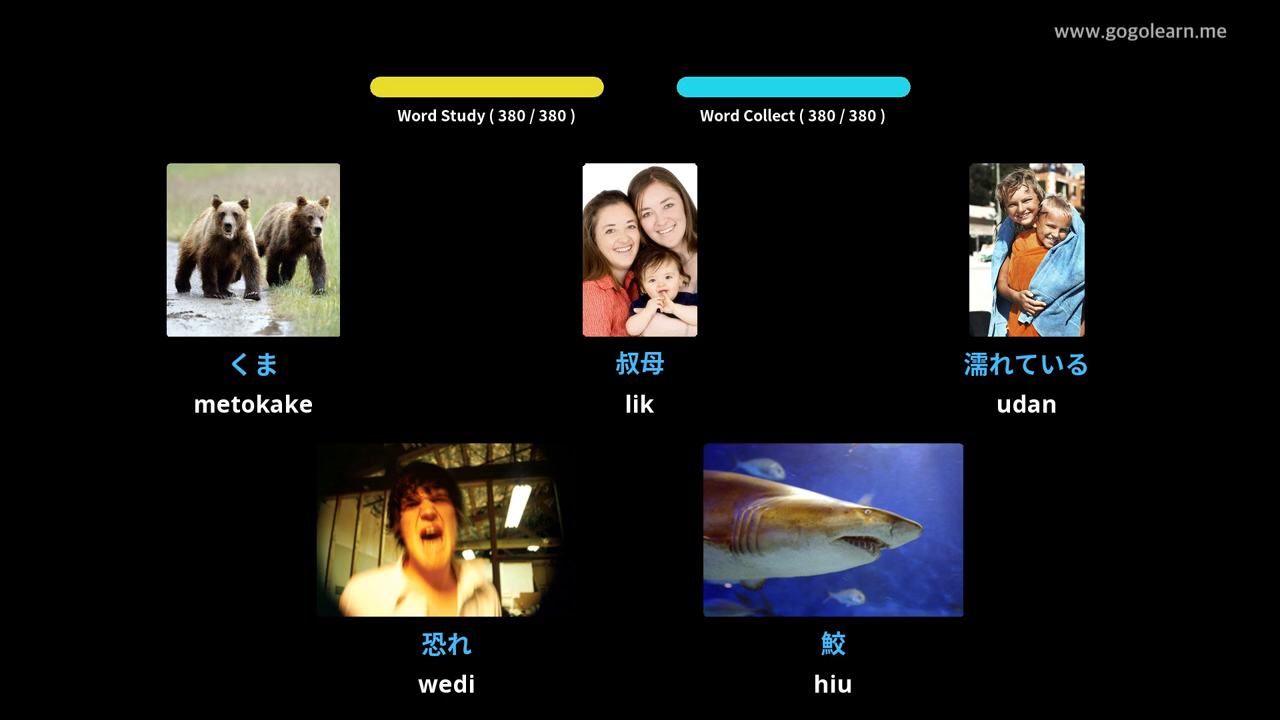 www.gogolearn.me
Word Study ( 380 / 380 )
Word Collect ( 380 / 380 )
くま
metokake
叔母
lik
濡れている
udan
恐れ
wedi
鮫
hiu